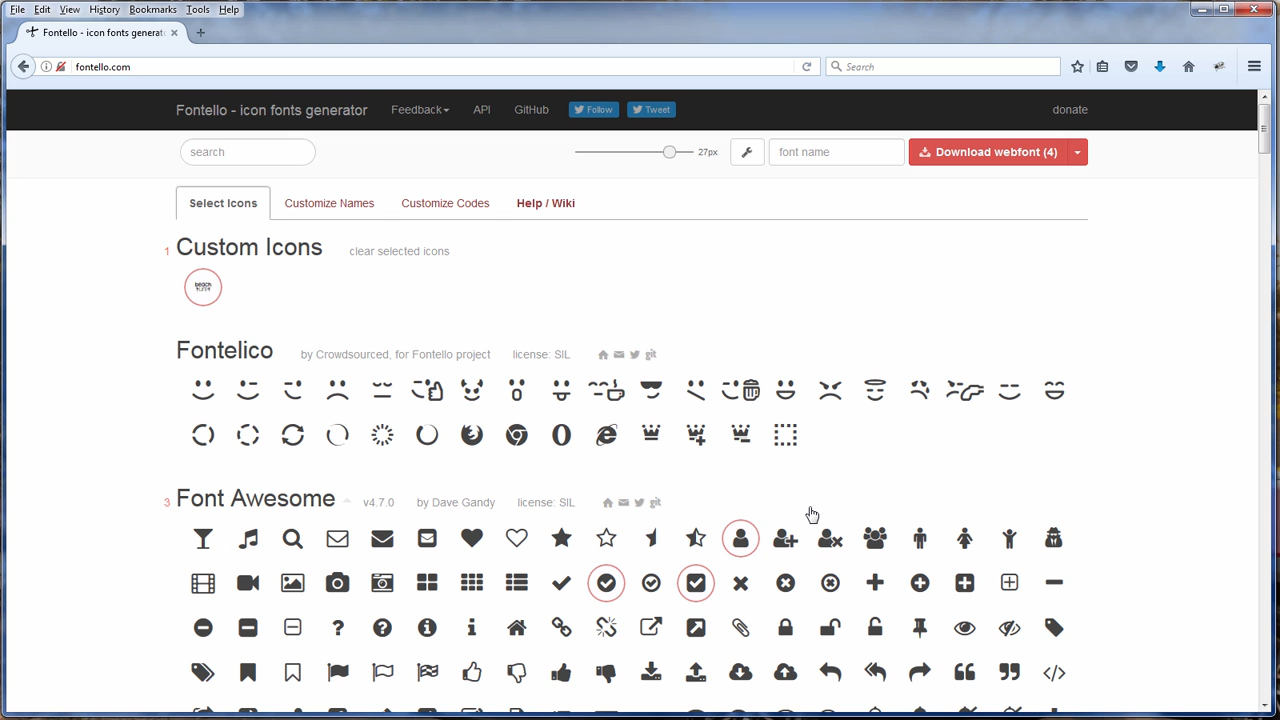 File Edit View History Bookmarks Tools Help
Fontello - icon fonts generat
fontello.com
Search
Fontello - icon fonts generator Feedback API GitHub Follow Tweet donate
search 27px font name Download webfont (4)
Select Icons Customize Names Customize Codes Help / Wiki
1 Custom Icons clear selected icons
beach
Fontelico by Crowdsourced, for Fontello project license: SIL git
3 Font Awesome v4.7.0 by Dave Gandy license: SIL git